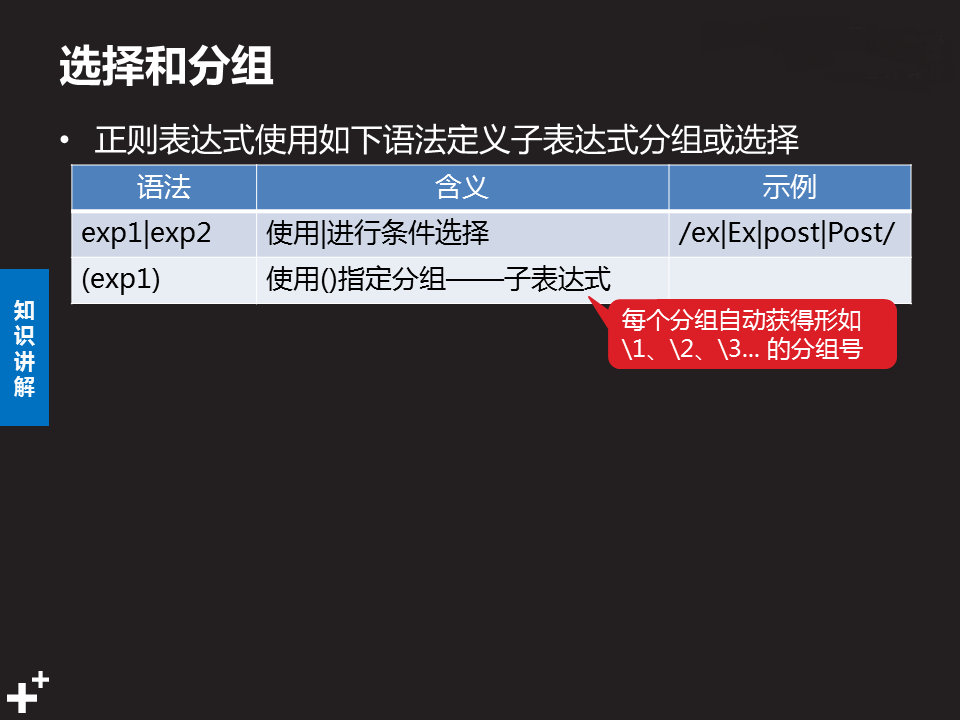 选择和分组
• 正则表达式使用如下语法定义子表达式分组或选择
语法 含义 示例
exp1|exp2 使用|进行条件选择 /ex|Ex|post|Post/
(exp1) 使用()指定分组——子表达式
每个分组自动获得形如
\1、\2、\3... 的分组号
知
识
讲
解